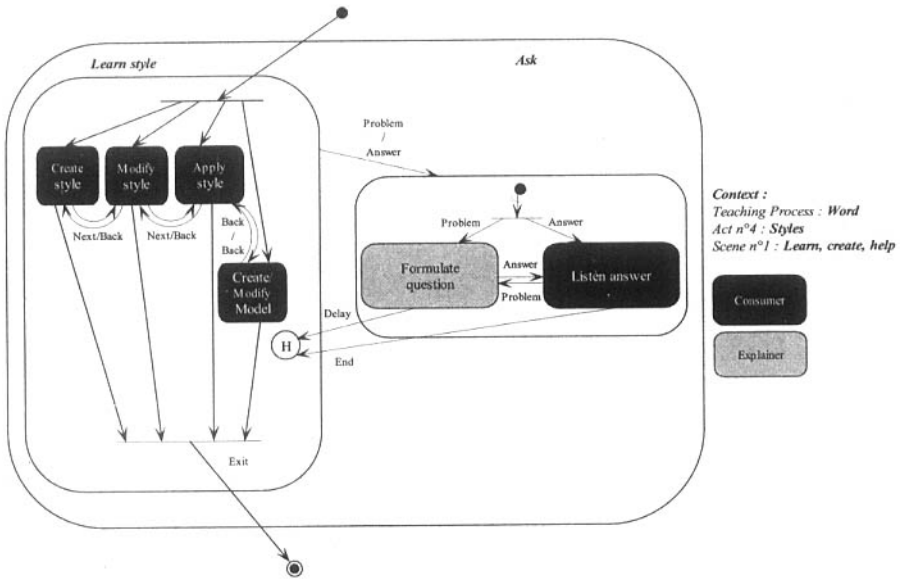 Learn style
Ask
Problem
/
Answer
Create
style
Modify
style
Apply
style
Next/Back
Next/Back
Back
/
Back
Create/
Modify
Model
Problem
Answer
Formulate
question
Answer
Problem
Listen answer
Delay
H
End
Exit
Context :
Teaching Process : Word
Act n°4 : Styles
Scene n°1 : Learn, create, help
Consumer
Explainer